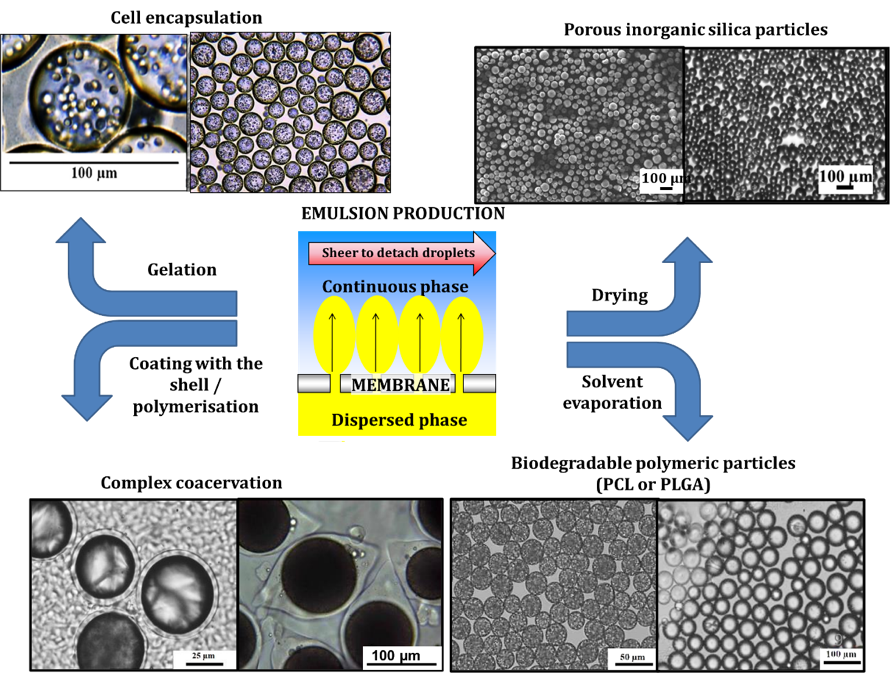 Cell encapsulation
Porous inorganic silica particles
100 µm
100 µm
100 µm
EMULSION PRODUCTION
Sheer to detach droplets
Continuous phase
MEMBRANE
Dispersed phase
Gelation
Coating with the
shell /
polymerisation
Drying
Solvent
evaporation
Complex coacervation
Biodegradable polymeric particles
(PCL or PLGA)
25 µm
100 µm
50 µm
100 µm